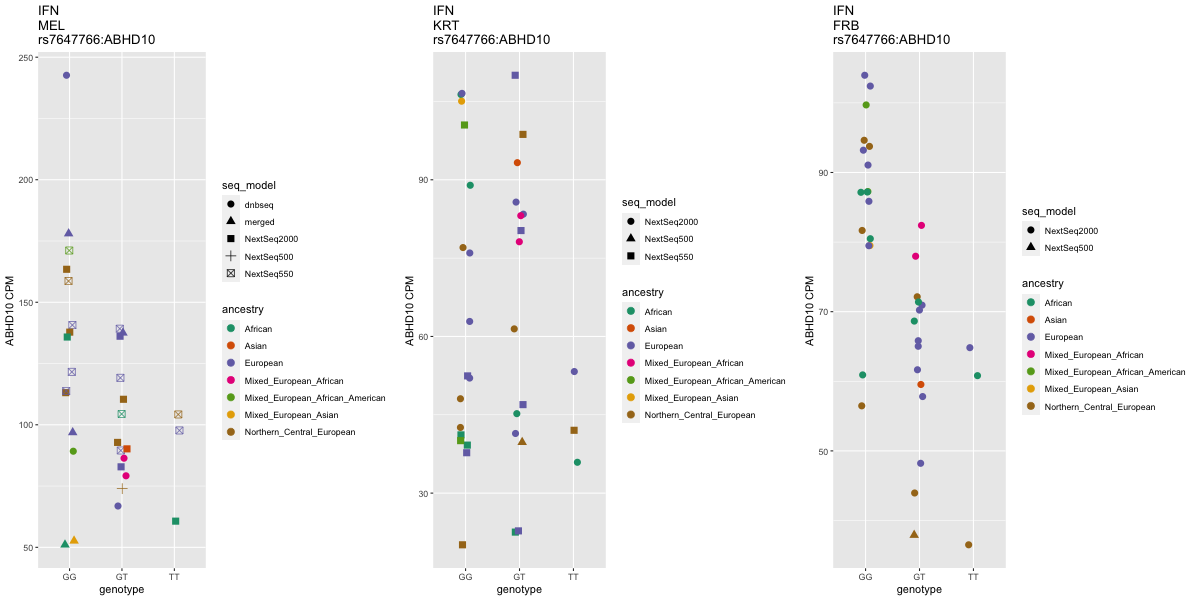 IFN
MEL
rs7647766:ABHD10
250
200
150
100
50
ABHD10 CPM
GG
GT
TT
genotype
seq_model
dnbseq
merged
NextSeq2000
NextSeq500
NextSeq550
ancestry
African
Asian
European
Mixed_European_African
Mixed_European_African_American
Mixed_European_Asian
Northern_Central_European
IFN
KRT
rs7647766:ABHD10
90
60
30
ABHD10 CPM
GG
GT
TT
genotype
seq_model
NextSeq2000
NextSeq500
NextSeq550
ancestry
African
Asian
European
Mixed_European_African
Mixed_European_African_American
Mixed_European_Asian
Northern_Central_European
IFN
FRB
rs7647766:ABHD10
90
70
50
ABHD10 CPM
GG
GT
TT
genotype
seq_model
NextSeq2000
NextSeq500
ancestry
African
Asian
European
Mixed_European_African
Mixed_European_African_American
Mixed_European_Asian
Northern_Central_European